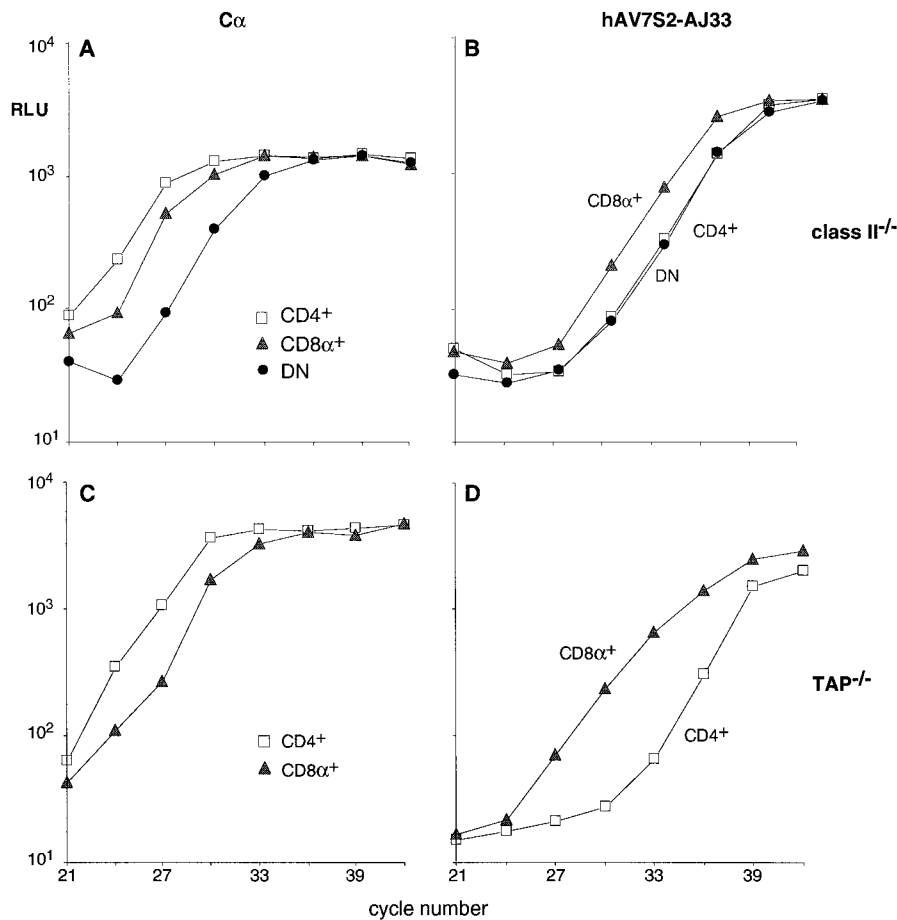 Cα
hAV7S2-AJ33
A
B
RLU
10⁴
10³
10²
10¹
CD4⁺
CD8α⁺
DN
CD8α⁺
CD4⁺
DN
class II⁻/⁻
C
D
10⁴
10³
10²
10¹
CD4⁺
CD8α⁺
CD8α⁺
CD4⁺
TAP⁻/⁻
21 27 33 39
21 27 33 39
cycle number